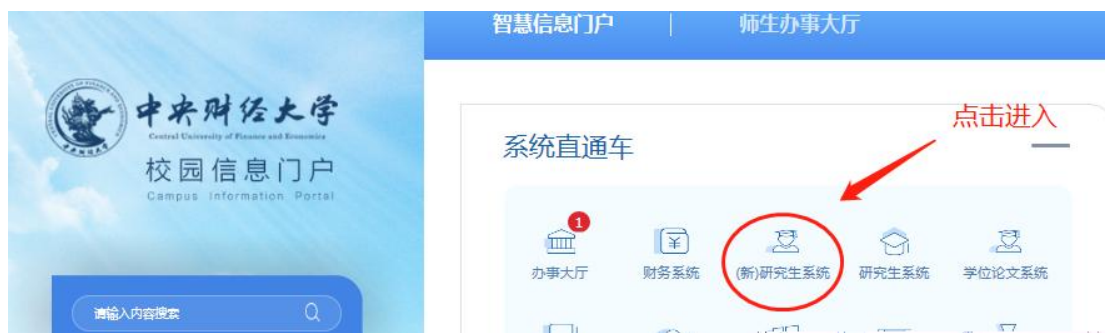 智慧信息门户 | 师生办事大厅
中央财经大学
Central University of Finance and Economics
校园信息门户
Campus Information Portal
请输入内容搜索
点击进入
系统直通车
1
办事大厅 财务系统 (新)研究生系统 研究生系统 学位论文系统